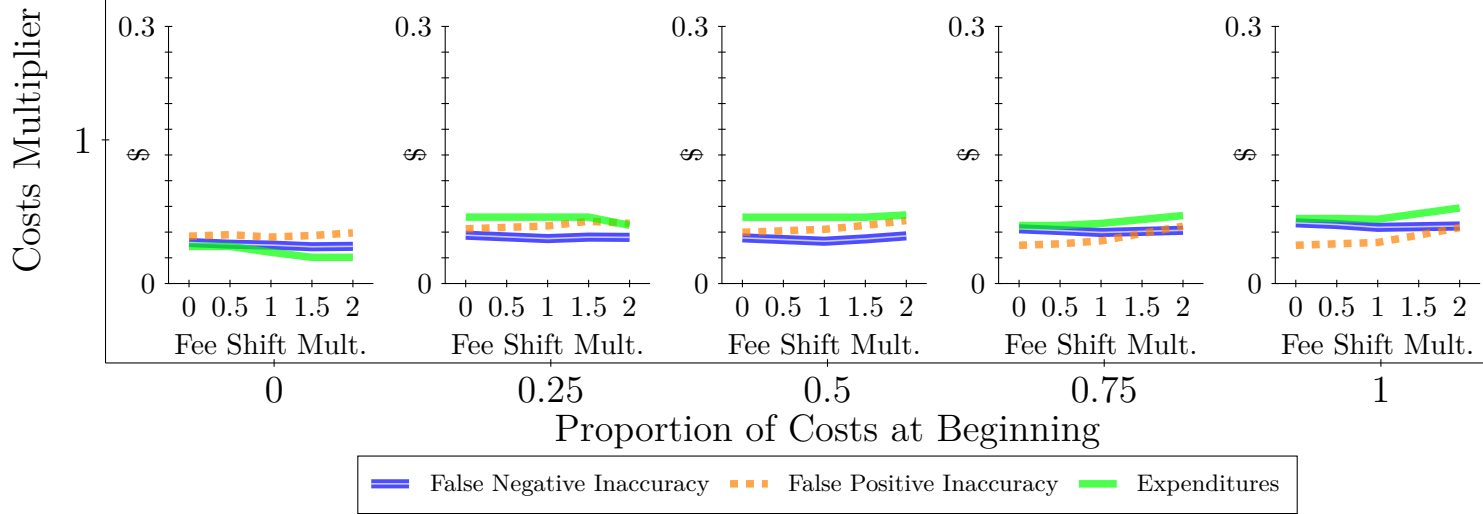 Costs Multiplier
1
0.3
$
0
0 0.5 1 1.5 2
Fee Shift Mult.
0.3
$
0
0 0.5 1 1.5 2
Fee Shift Mult.
0.3
$
0
0 0.5 1 1.5 2
Fee Shift Mult.
0.3
$
0
0 0.5 1 1.5 2
Fee Shift Mult.
0.3
$
0
0 0.5 1 1.5 2
Fee Shift Mult.
0 0.25 0.5 0.75 1
Proportion of Costs at Beginning
False Negative Inaccuracy False Positive Inaccuracy Expenditures